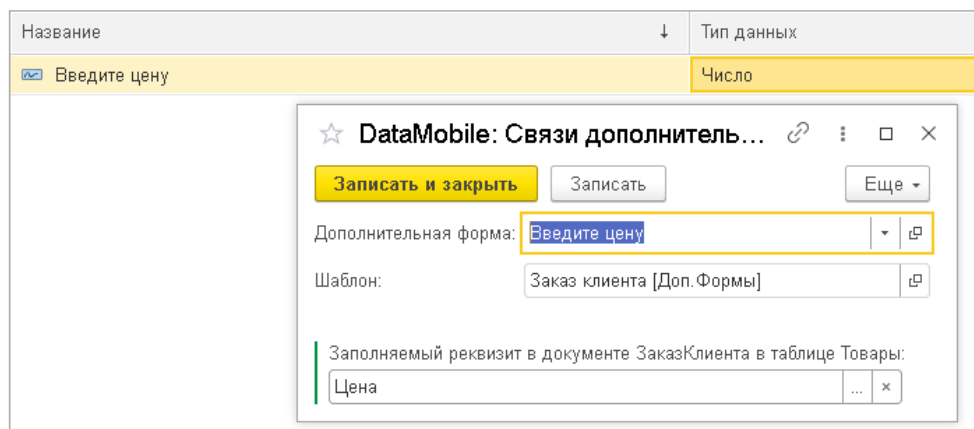 Название ↓ Тип данных
Введите цену Число
DataMobile: Связи дополнитель...
Записать и закрыть Записать Еще
Дополнительная форма: Введите цену
Шаблон: Заказ клиента [Доп.Формы]
Заполняемый реквизит в документе ЗаказКлиента в таблице Товары:
Цена ... ×